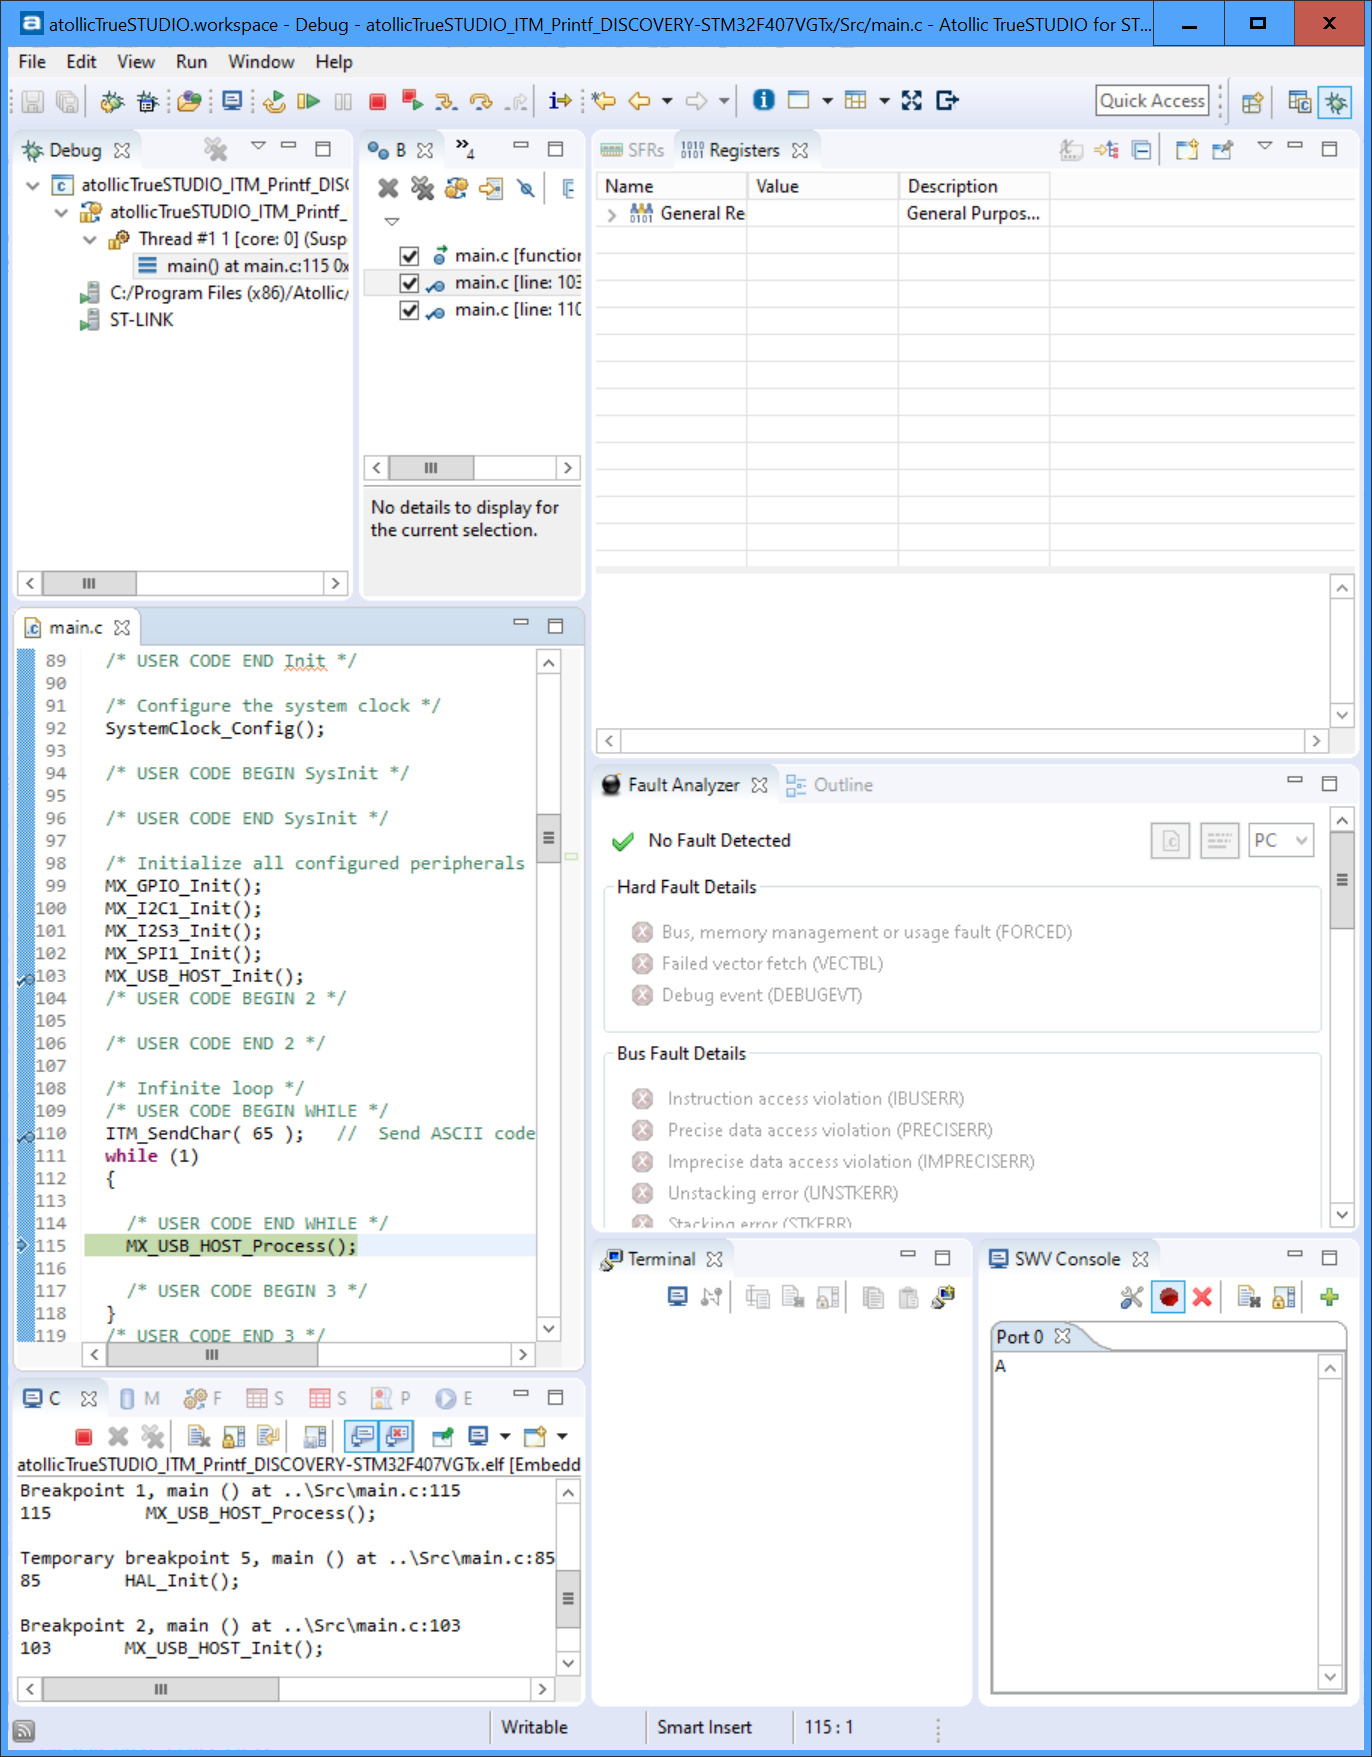 atollicTrueSTUDIO.workspace - Debug - atollicTrueSTUDIO_ITM_Printf_DISCOVERY-STM32F407VGTx/Src/main.c - Atollic TrueSTUDIO for ST...
File Edit View Run Window Help
Quick Access
Debug
atollicTrueSTUDIO_ITM_Printf_DISC
atollicTrueSTUDIO_ITM_Printf_
Thread #1 1 [core: 0] (Susp
main() at main.c:115 0x
C:/Program Files (x86)/Atollic/
ST-LINK
B
»4
main.c [function
main.c [line: 103
main.c [line: 110
No details to display for
the current selection.
SFRs
Registers
Name Value Description
General Re General Purpos...
main.c
89 /* USER CODE END Init */
90
91 /* Configure the system clock */
92 SystemClock_Config();
93
94 /* USER CODE BEGIN SysInit */
95
96 /* USER CODE END SysInit */
97
98 /* Initialize all configured peripherals
99 MX_GPIO_Init();
100 MX_I2C1_Init();
101 MX_I2S3_Init();
102 MX_SPI1_Init();
103 MX_USB_HOST_Init();
104 /* USER CODE BEGIN 2 */
105
106 /* USER CODE END 2 */
107
108 /* Infinite loop */
109 /* USER CODE BEGIN WHILE */
110 ITM_SendChar( 65 ); // Send ASCII code
111 while (1)
112 {
113
114 /* USER CODE END WHILE */
115 MX_USB_HOST_Process();
116
117 /* USER CODE BEGIN 3 */
118 }
119 /* USER CODE END 3 */
Fault Analyzer
Outline
No Fault Detected
PC
Hard Fault Details
Bus, memory management or usage fault (FORCED)
Failed vector fetch (VECTBL)
Debug event (DEBUGEVT)
Bus Fault Details
Instruction access violation (IBUSERR)
Precise data access violation (PRECISERR)
Imprecise data access violation (IMPRECISERR)
Unstacking error (UNSTKERR)
Stacking error (STKERR)
C M F S S P E
atollicTrueSTUDIO_ITM_Printf_DISCOVERY-STM32F407VGTx.elf [Embedd
Breakpoint 1, main () at ..\Src\main.c:115
115 MX_USB_HOST_Process();
Temporary breakpoint 5, main () at ..\Src\main.c:85
85 HAL_Init();
Breakpoint 2, main () at ..\Src\main.c:103
103 MX_USB_HOST_Init();
Terminal
SWV Console
Port 0
A
Writable Smart Insert 115 : 1